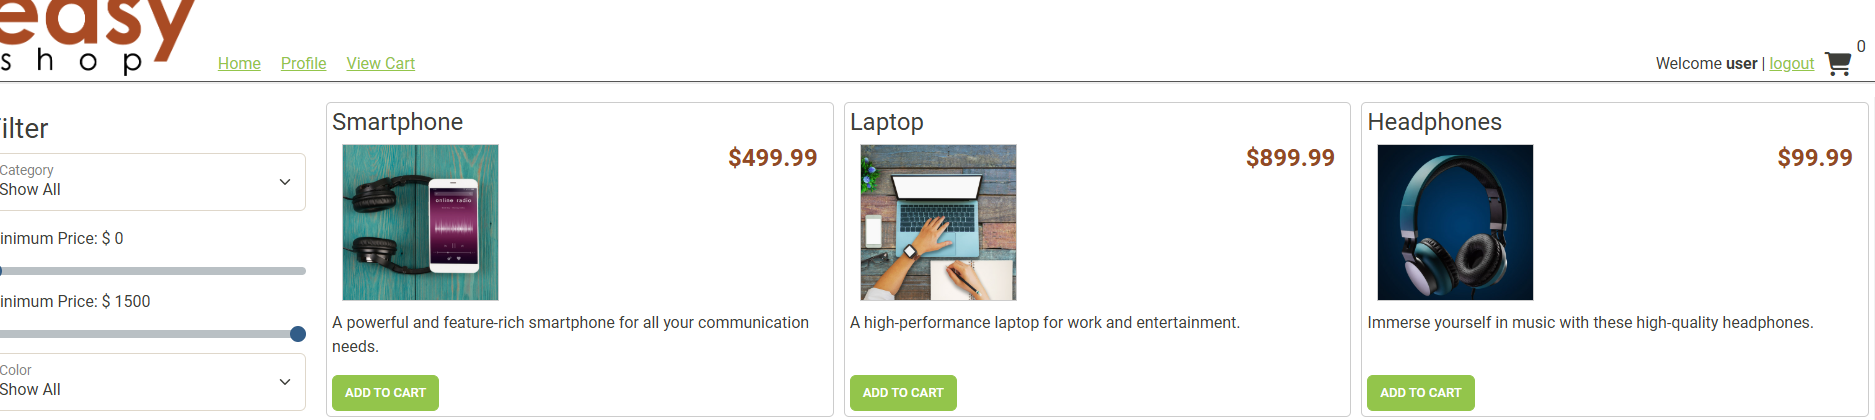 easy
shop
Home Profile View Cart
Welcome user | logout
0
ilter
Category
Show All
inimum Price: $ 0
inimum Price: $ 1500
Color
Show All
Smartphone
$499.99
online radio
A powerful and feature-rich smartphone for all your communication
needs.
ADD TO CART
Laptop
$899.99
A high-performance laptop for work and entertainment.
ADD TO CART
Headphones
$99.99
Immerse yourself in music with these high-quality headphones.
ADD TO CART